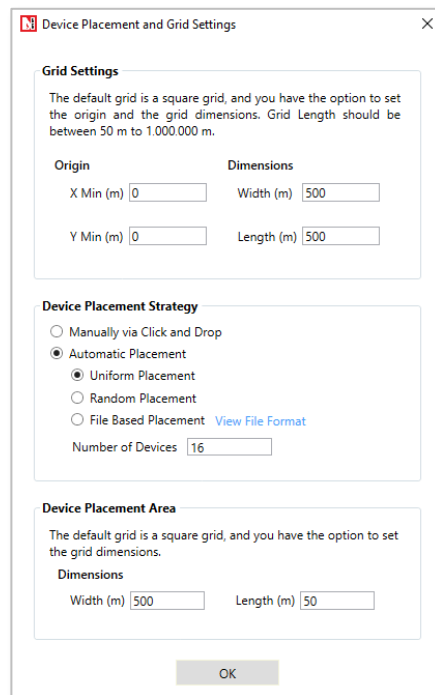 Device Placement and Grid Settings
Grid Settings
The default grid is a square grid, and you have the option to set
the origin and the grid dimensions. Grid Length should be
between 50 m to 1.000.000 m.
Origin Dimensions
X Min (m) 0 Width (m) 500
Y Min (m) 0 Length (m) 500
Device Placement Strategy
Manually via Click and Drop
Automatic Placement
Uniform Placement
Random Placement
File Based Placement View File Format
Number of Devices 16
Device Placement Area
The default grid is a square grid, and you have the option to set
the grid dimensions.
Dimensions
Width (m) 500 Length (m) 50
OK